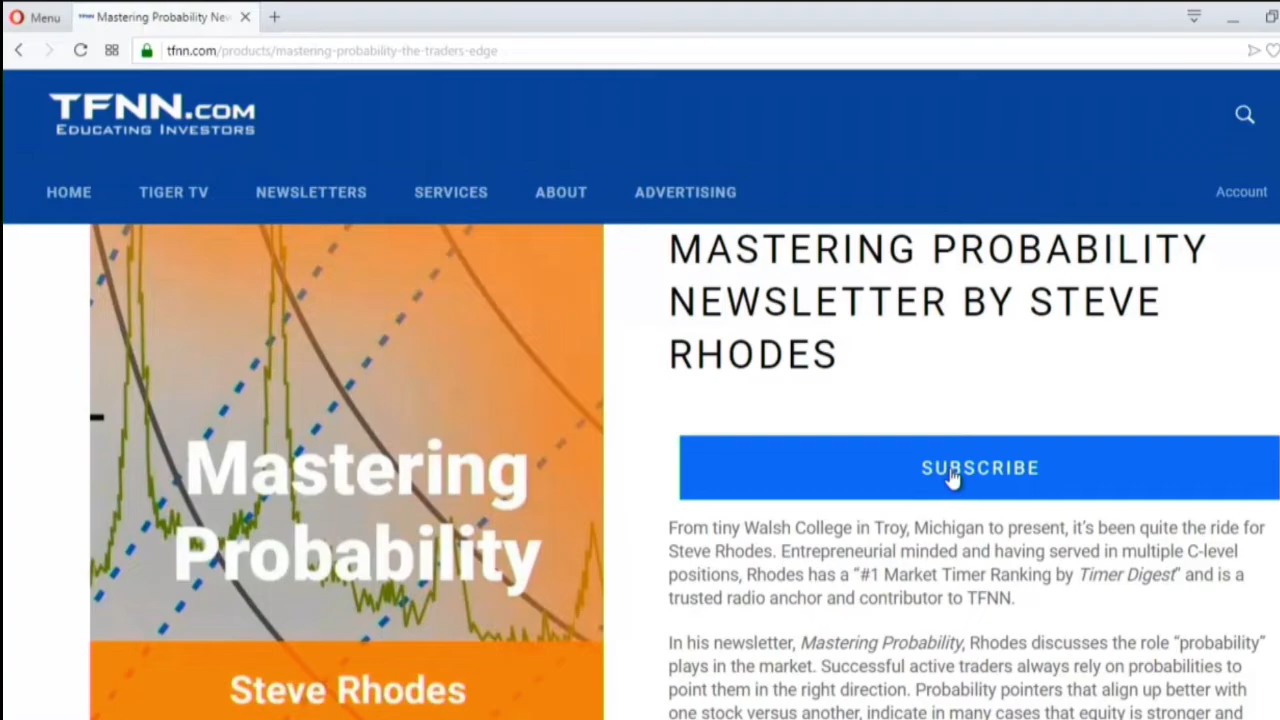 Menu
Mastering Probability New
tfnn.com/products/mastering-probability-the-traders-edge
TFNN.COM
EDUCATING INVESTORS
HOME TIGER TV NEWSLETTERS SERVICES ABOUT ADVERTISING Account
MASTERING PROBABILITY
NEWSLETTER BY STEVE
RHODES
Mastering
Probability
Steve Rhodes
SUBSCRIBE
From tiny Walsh College in Troy, Michigan to present, it’s been quite the ride for
Steve Rhodes. Entrepreneurial minded and having served in multiple C-level
positions, Rhodes has a “#1 Market Timer Ranking by Timer Digest” and is a
trusted radio anchor and contributor to TFNN.
In his newsletter, Mastering Probability, Rhodes discusses the role “probability”
plays in the market. Successful active traders always rely on probabilities to
point them in the right direction. Probability pointers that align up better with
one stock versus another, indicate in many cases that equity is stronger and